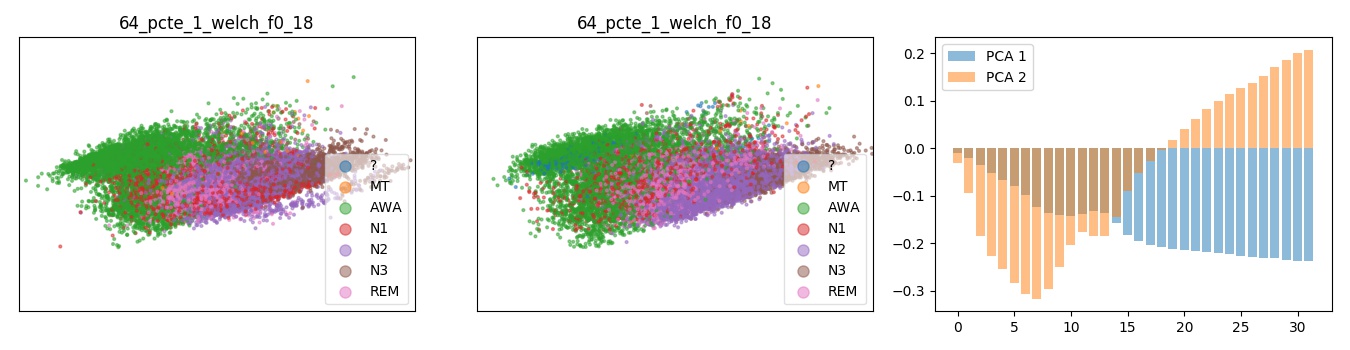 64_pcte_1_welch_f0_18
?
MT
AWA
N1
N2
N3
REM
64_pcte_1_welch_f0_18
?
MT
AWA
N1
N2
N3
REM
PCA 1
PCA 2
0.2
0.1
0.0
−0.1
−0.2
−0.3
0 5 10 15 20 25 30